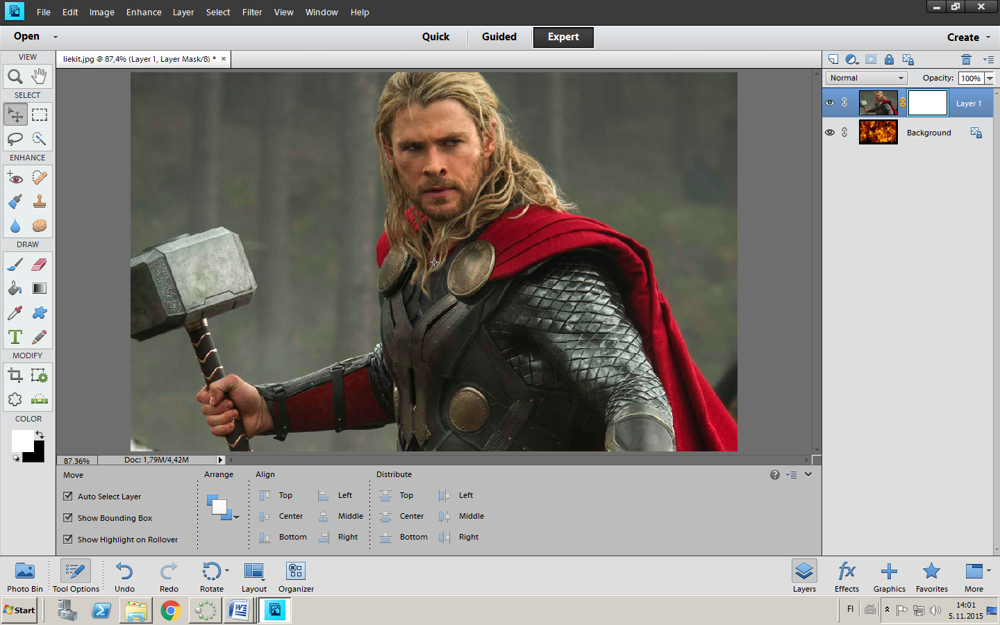 File Edit Image Enhance Layer Select Filter View Window Help
Open Quick Guided Expert Create
VIEW
liekit.jpg @ 87,4% (Layer 1, Layer Mask/8) * ×
Normal Opacity: 100%
SELECT
Layer 1
Background
ENHANCE
DRAW
T
MODIFY
COLOR
87.36% Doc: 1,79M/4,42M
Move Arrange Align Distribute
Auto Select Layer Top Left Top Left
Show Bounding Box Center Middle Center Middle
Show Highlight on Rollover Bottom Right Bottom Right
fx
Photo Bin Tool Options Undo Redo Rotate Layout Organizer Layers Effects Graphics Favorites More
Start W FI 14:01
5.11.2015